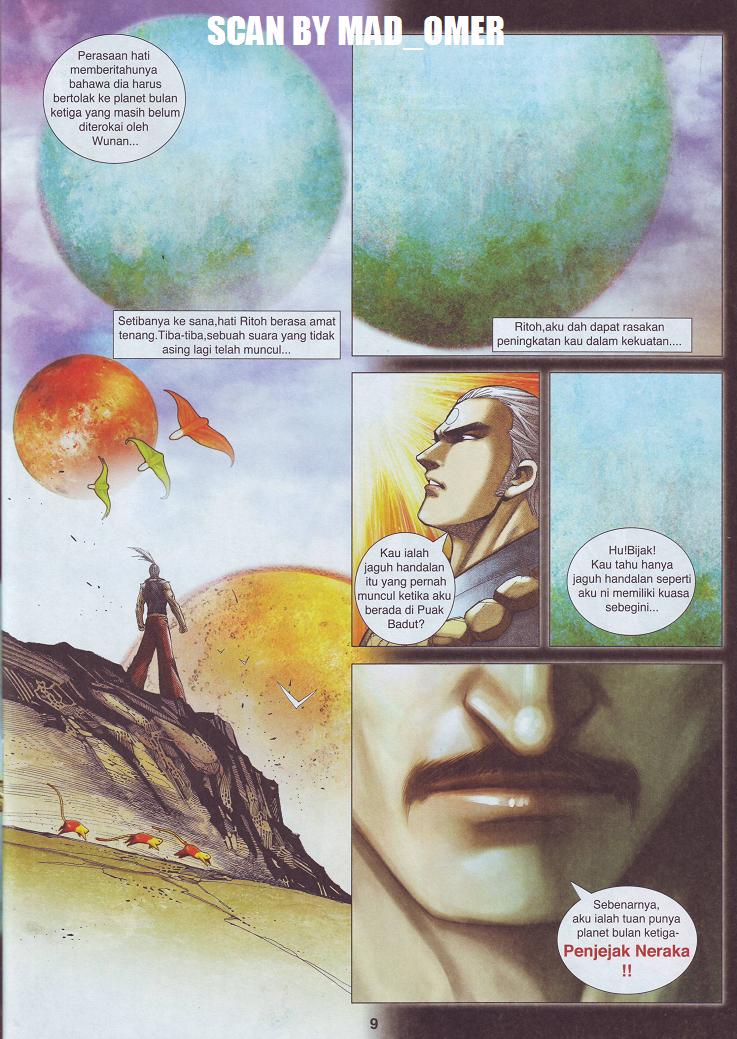 SCAN BY MAD_OMER
Perasaan hati
memberitahunya
bahawa dia harus
bertolak ke planet bulan
ketiga yang masih belum
diterokai oleh
Wunan...
Setibanya ke sana,hati Ritoh berasa amat
tenang.Tiba-tiba,sebuah suara yang tidak
asing lagi telah muncul...
Ritoh,aku dah dapat rasakan
peningkatan kau dalam kekuatan....
Kau ialah
jaguh handalan
itu yang pernah
muncul ketika aku
berada di Puak
Badut?
Hu!Bijak!
Kau tahu hanya
jaguh handalan seperti
aku ni memiliki kuasa
sebegini...
Sebenarnya,
aku ialah tuan punya
planet bulan ketiga-
Penjejak Neraka
!!
9